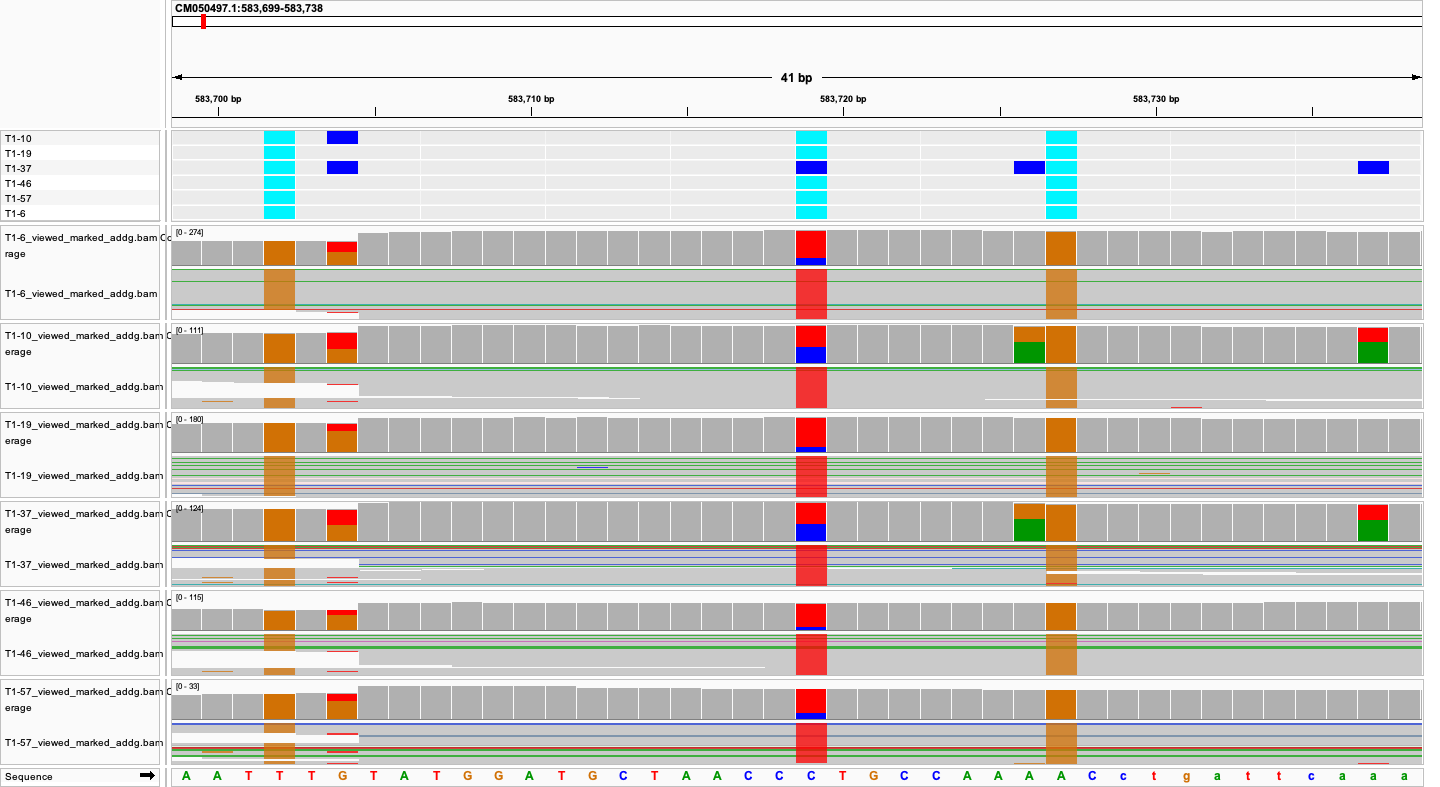 CM050497.1:583,699-583,738
41 bp
583,700 bp 583,710 bp 583,720 bp 583,730 bp
T1-10
T1-19
T1-37
T1-46
T1-57
T1-6
T1-6_viewed_marked_addg.bam Co
rage
[0 - 274]
T1-6_viewed_marked_addg.bam
T1-10_viewed_marked_addg.bam C
erage
[0 - 111]
T1-10_viewed_marked_addg.bam
T1-19_viewed_marked_addg.bam C
erage
[0 - 180]
T1-19_viewed_marked_addg.bam
T1-37_viewed_marked_addg.bam C
erage
[0 - 124]
T1-37_viewed_marked_addg.bam
T1-46_viewed_marked_addg.bam C
erage
[0 - 115]
T1-46_viewed_marked_addg.bam
T1-57_viewed_marked_addg.bam C
erage
[0 - 33]
T1-57_viewed_marked_addg.bam
Sequence A A T T T G T A T G G A T G C T A A C C C T G C C A A A A C c t g a t t c a a a